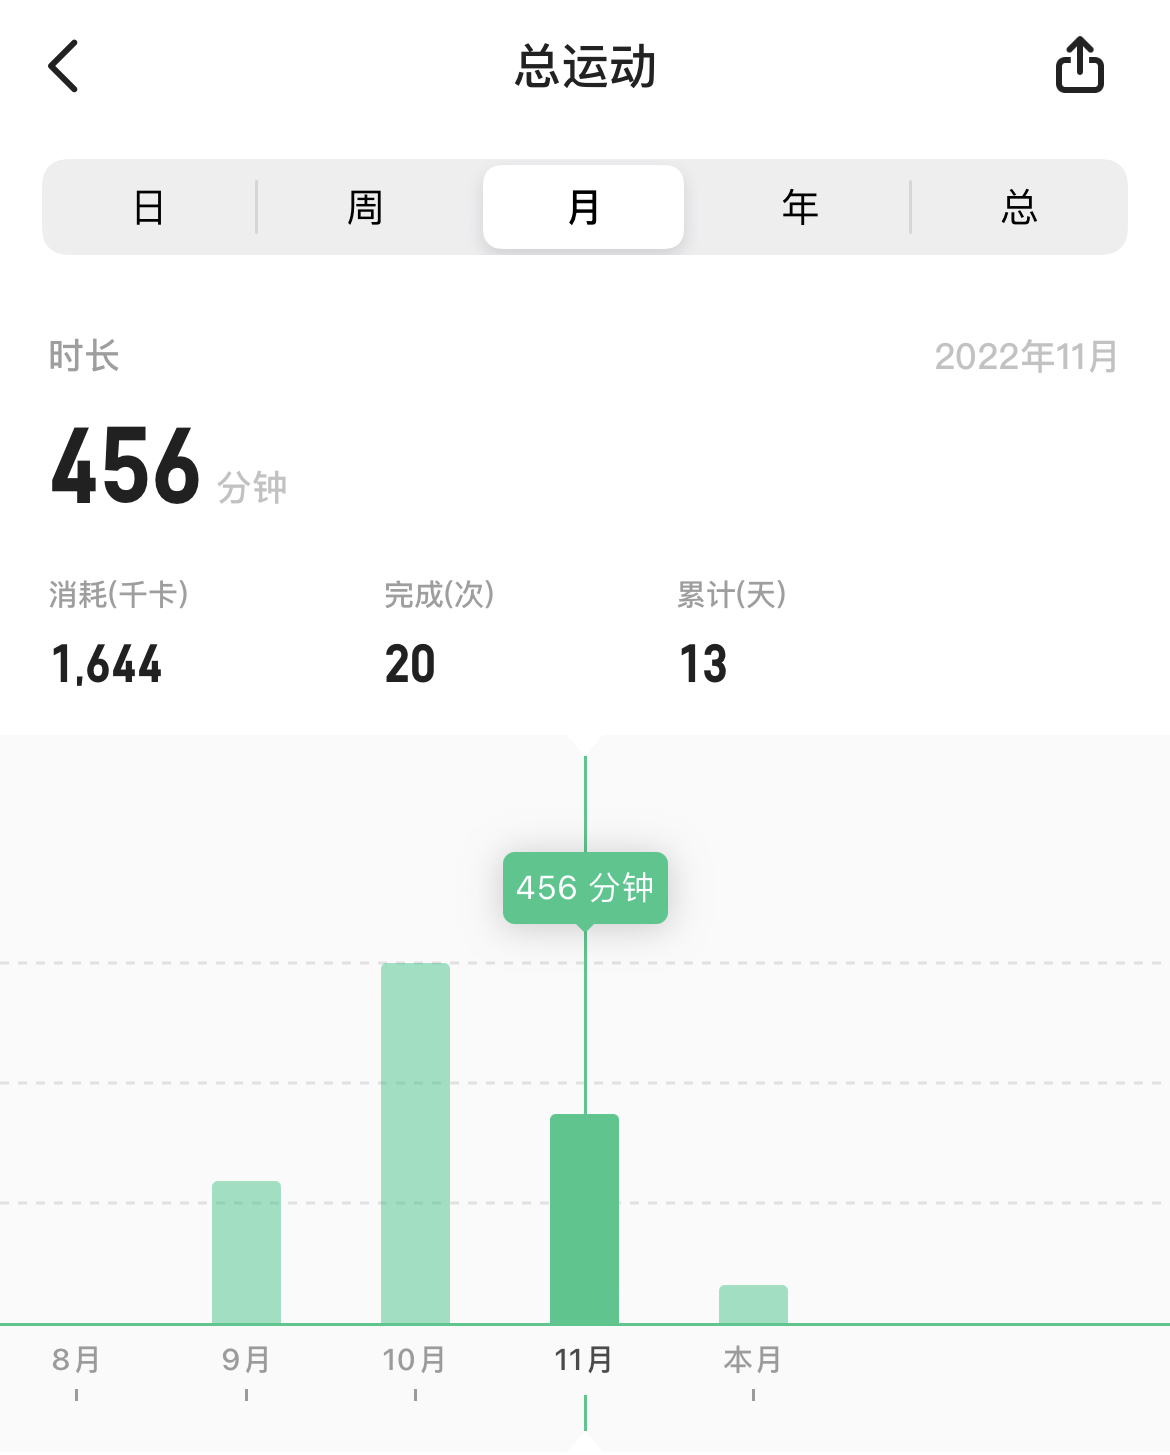 总运动
日 周 月 年 总
时长 2022年11月
456 分钟
消耗(千卡) 完成(次) 累计(天)
1,644 20 13
456 分钟
8月 9月 10月 11月 本月